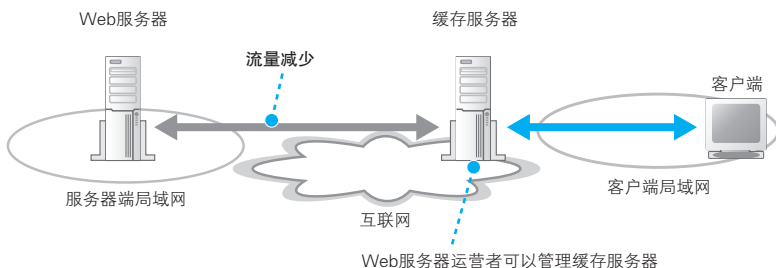 Web服务器
缓存服务器
流量减少
客户端
服务器端局域网
客户端局域网
互联网
Web服务器运营者可以管理缓存服务器